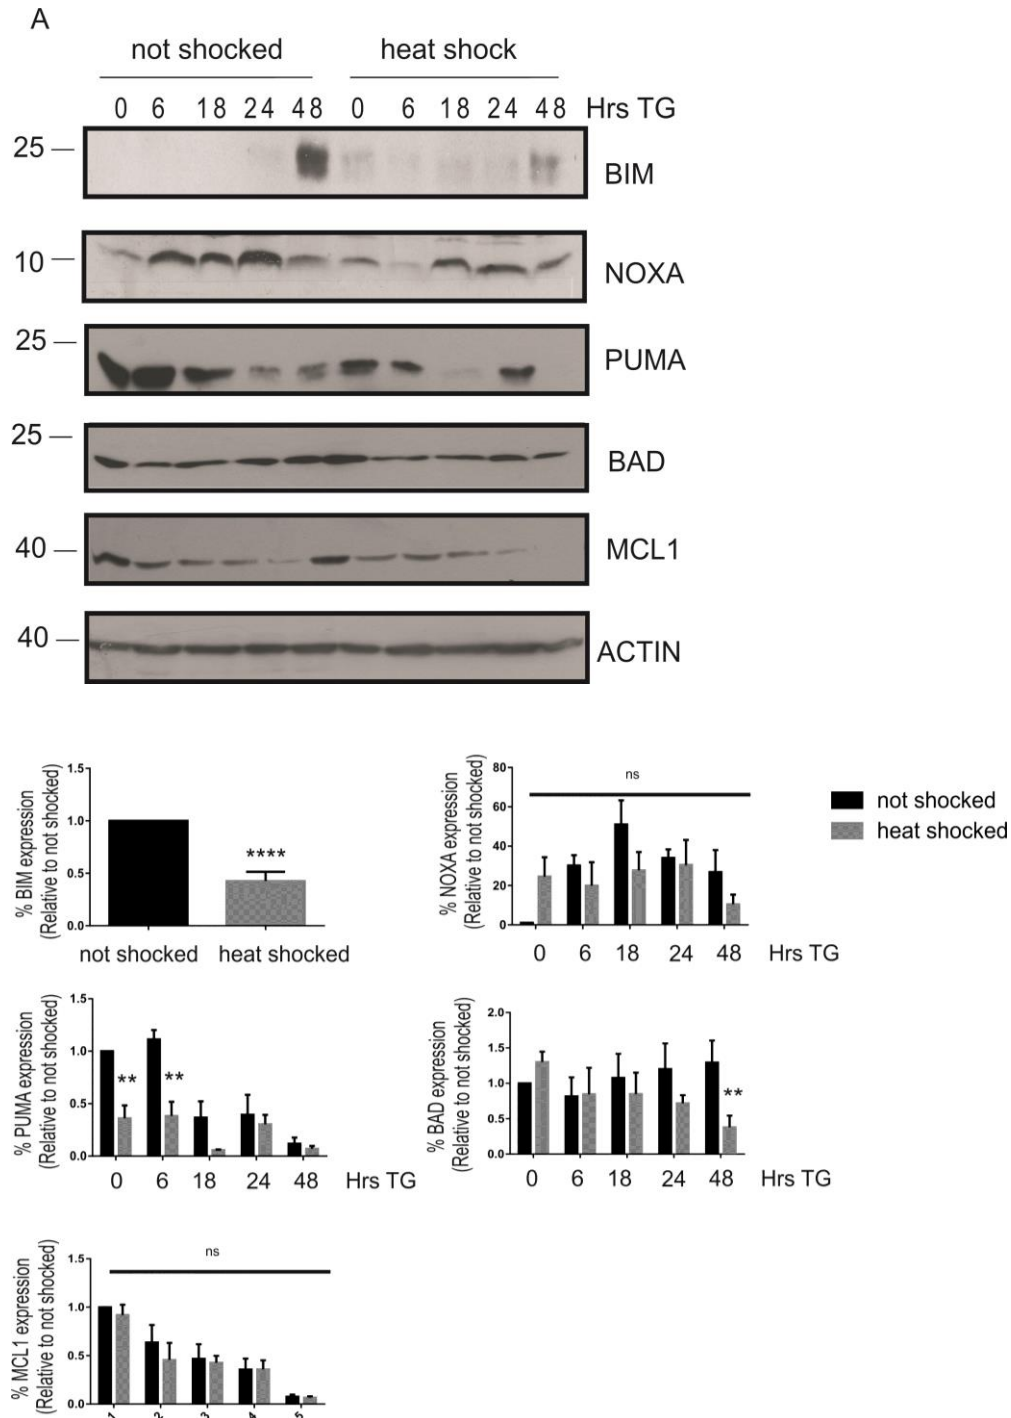 A
not shocked heat shock
0 6 18 24 48 0 6 18 24 48 Hrs TG
25
BIM
10
NOXA
25
PUMA
25
BAD
40
MCL1
40
ACTIN
% BIM expression
(Relative to not shocked)
1.5
1.0
0.5
0.0
****
not shocked heat shocked
% NOXA expression
(Relative to not shocked)
80
60
40
20
0
ns
0 6 18 24 48 Hrs TG
not shocked
heat shocked
% PUMA expression
(Relative to not shocked)
1.5
1.0
0.5
0.0
** **
0 6 18 24 48 Hrs TG
% BAD expression
(Relative to not shocked)
2.0
1.5
1.0
0.5
0.0
**
0 6 18 24 48 Hrs TG
% MCL1 expression
(Relative to not shocked)
1.5
1.0
0.5
0.0
ns
1 2 3 4 5